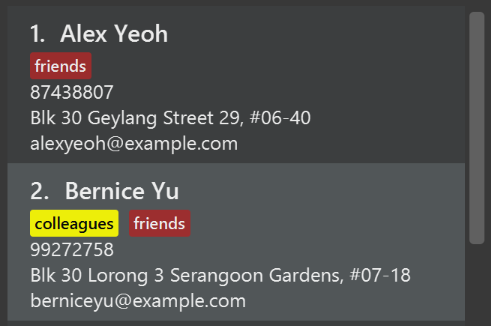 1. Alex Yeoh
friends
87438807
Blk 30 Geylang Street 29, #06-40
alexyeoh@example.com
2. Bernice Yu
colleagues friends
99272758
Blk 30 Lorong 3 Serangoon Gardens, #07-18
berniceyu@example.com